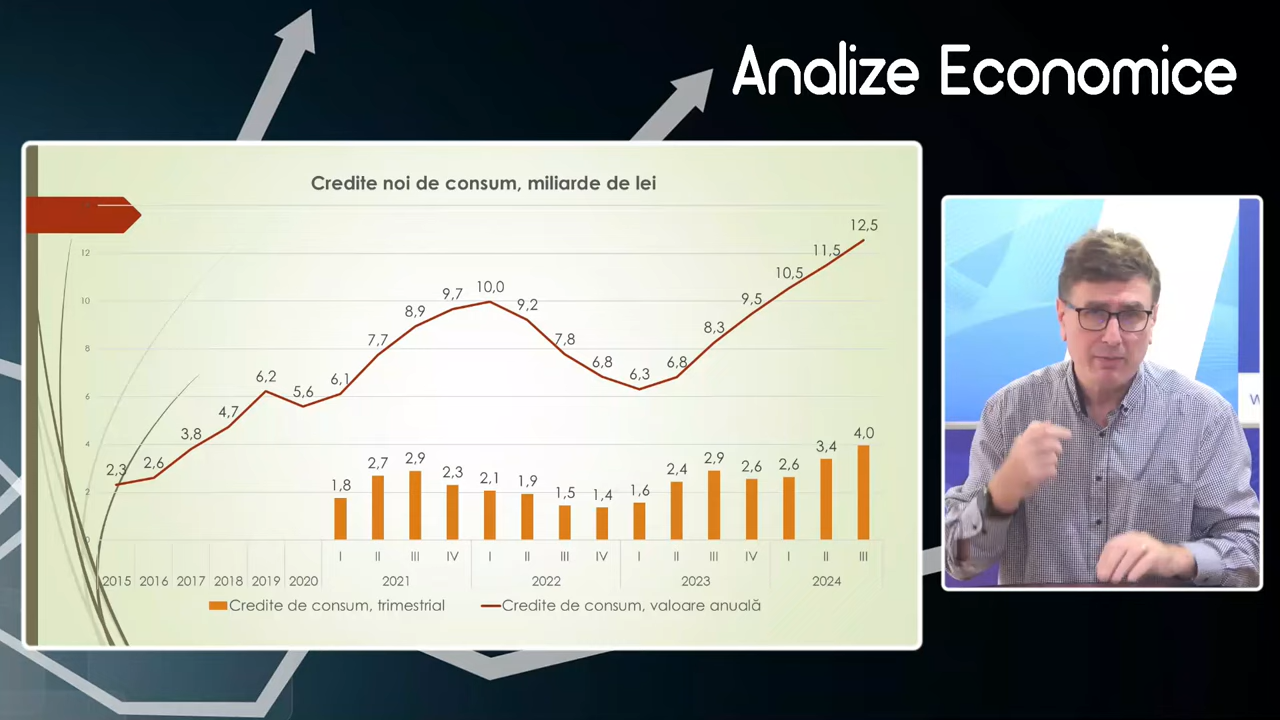 Analize Economice
Credite noi de consum, miliarde de lei
12
10
8
6
4
2
0
2,3 2,6 3,8 4,7 6,2 5,6 6,1 7,7 8,9 9,7 10,0 9,2 7,8 6,8 6,3 6,8 8,3 9,5 10,5 11,5 12,5
1,8 2,7 2,9 2,3 2,1 1,9 1,5 1,4 1,6 2,4 2,9 2,6 2,6 3,4 4,0
I II III IV I II III IV I II III IV I II III
2015 2016 2017 2018 2019 2020 2021 2022 2023 2024
Credite de consum, trimestrial Credite de consum, valoare anuală
W